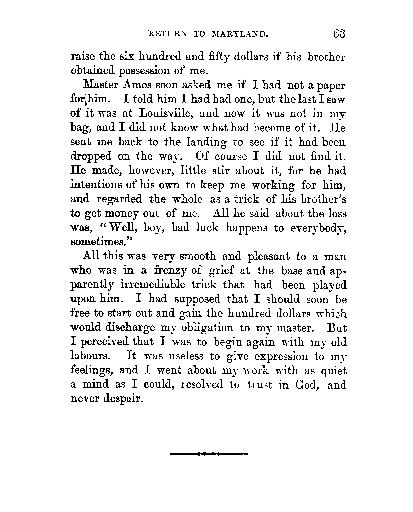 RETURN TO MARYLAND. 63
raise the six hundred and fifty dollars if his brother
obtained possession of me.
Master Amos soon asked me if I had not a paper
for him. I told him I had had one, but the last I saw
of it was at Louisville, and now it was not in my
bag, and I did not know what had become of it. He
sent me back to the landing to see if it had been
dropped on the way. Of course I did not find it.
He made, however, little stir about it, for he had
intentions of his own to keep me working for him,
and regarded the whole as a trick of his brother's
to get money out of me. All he said about the loss
was, "Well, boy, bad luck happens to everybody,
sometimes."
All this was very smooth and pleasant to a man
who was in a frenzy of grief at the base and ap-
parently irremediable trick that had been played
upon him. I had supposed that I should soon be
free to start out and gain the hundred dollars which
would discharge my obligation to my master. But
I perceived that I was to begin again with my old
labours. It was useless to give expression to my
feelings, and I went about my work with as quiet
a mind as I could, resolved to trust in God, and
never despair.